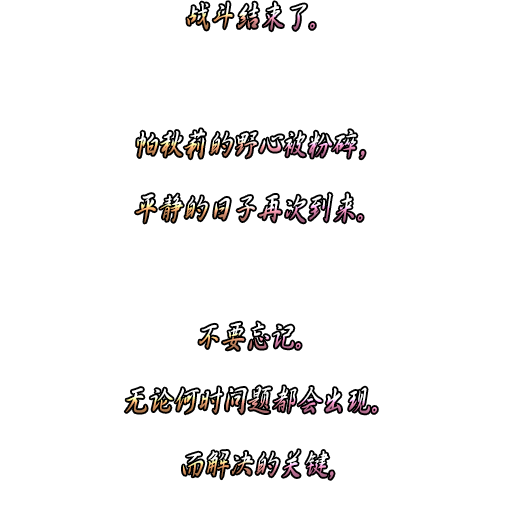 战斗结束了。
怕秋莉的野心被粉碎，
平静的日子再次到来。
不要忘记。
无论何时问题都会出现。
而解决的关键，